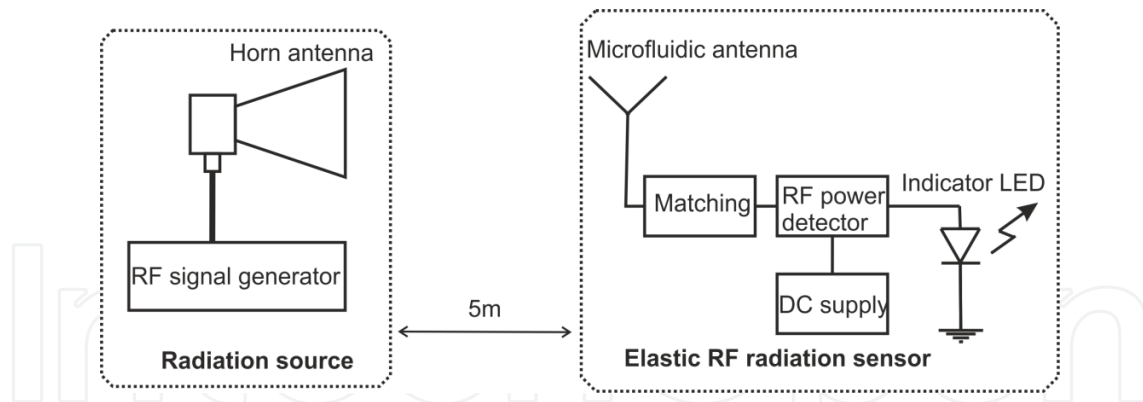 Horn antenna
RF signal generator
Radiation source
5m
Microfluidic antenna
Matching
RF power
detector
Indicator LED
DC supply
Elastic RF radiation sensor